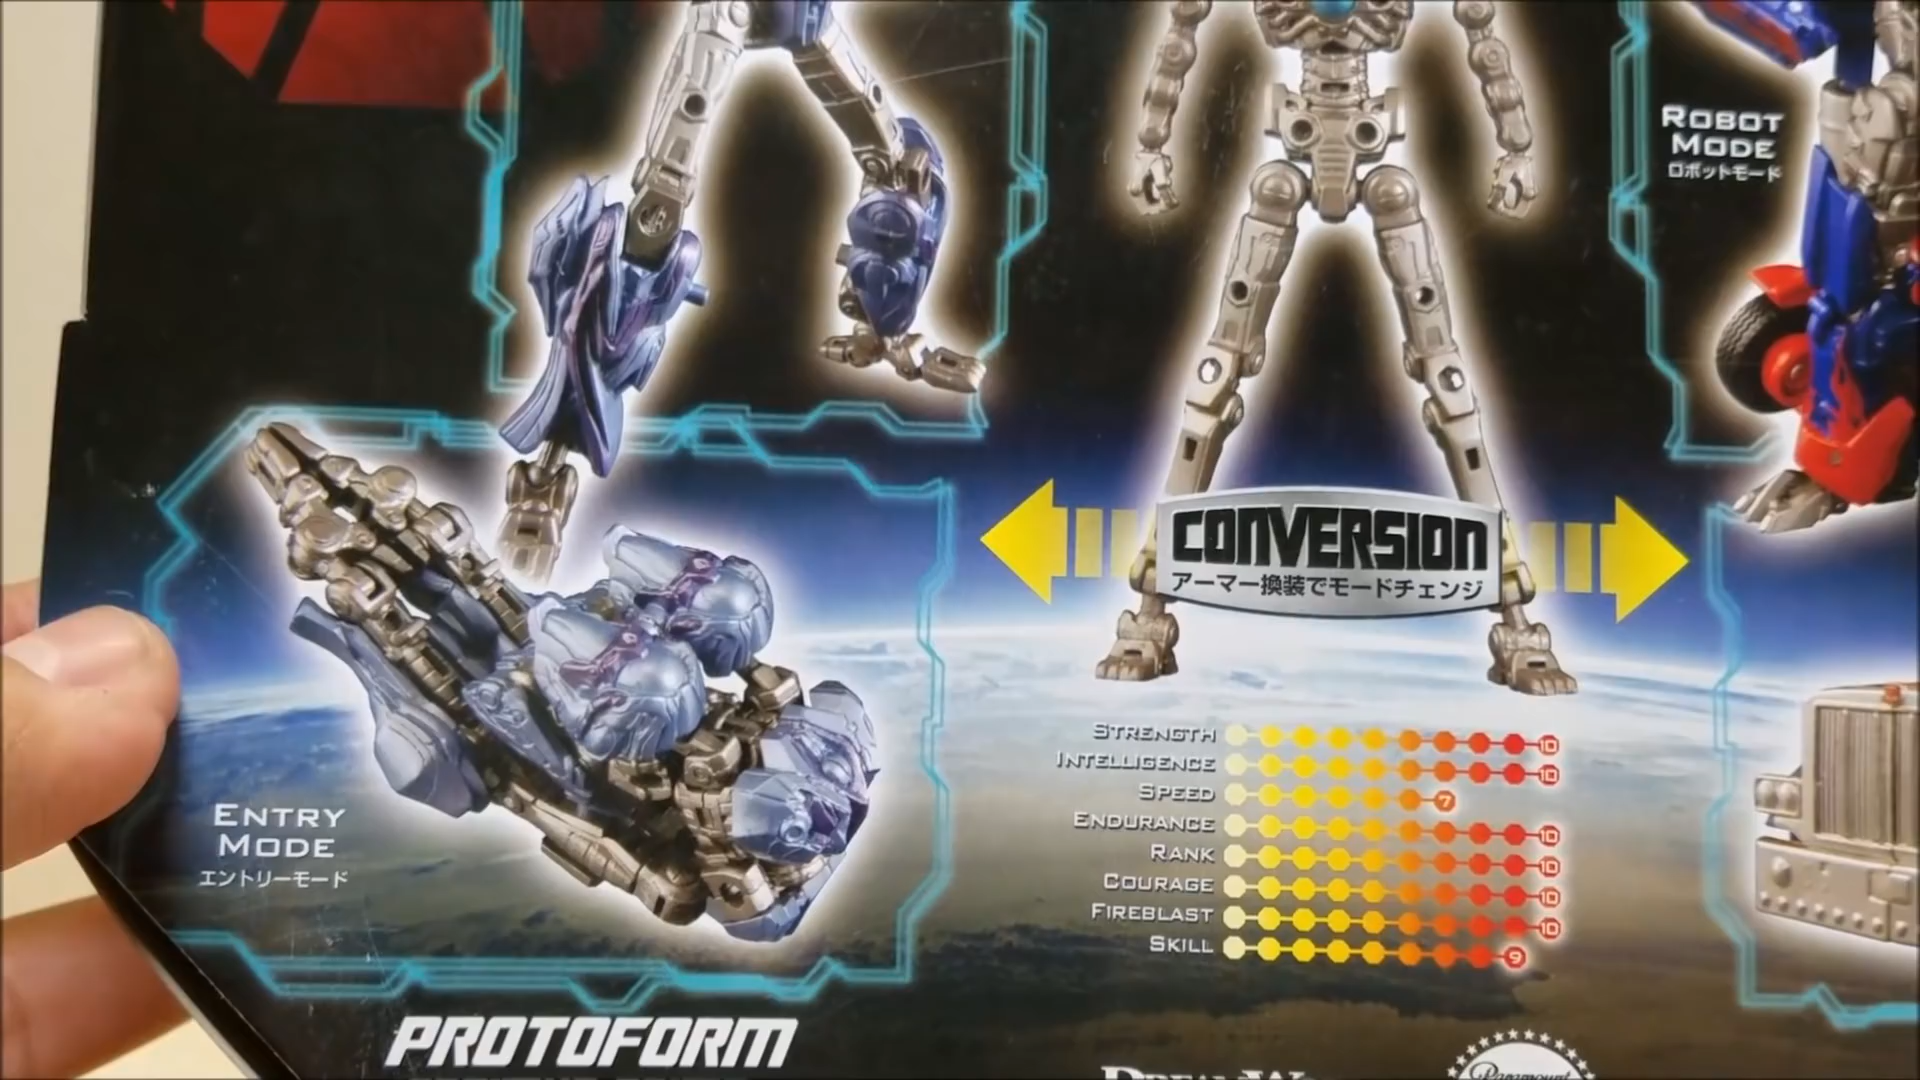 ROBOT
MODE
ロボットモード
CONVERSION
アーマー換装でモードチェンジ
STRENGTH 10
INTELLIGENCE 10
SPEED 7
ENDURANCE 10
RANK 10
COURAGE 10
FIREBLAST 10
SKILL 9
ENTRY
MODE
エントリーモード
PROTOFORM
Paramount